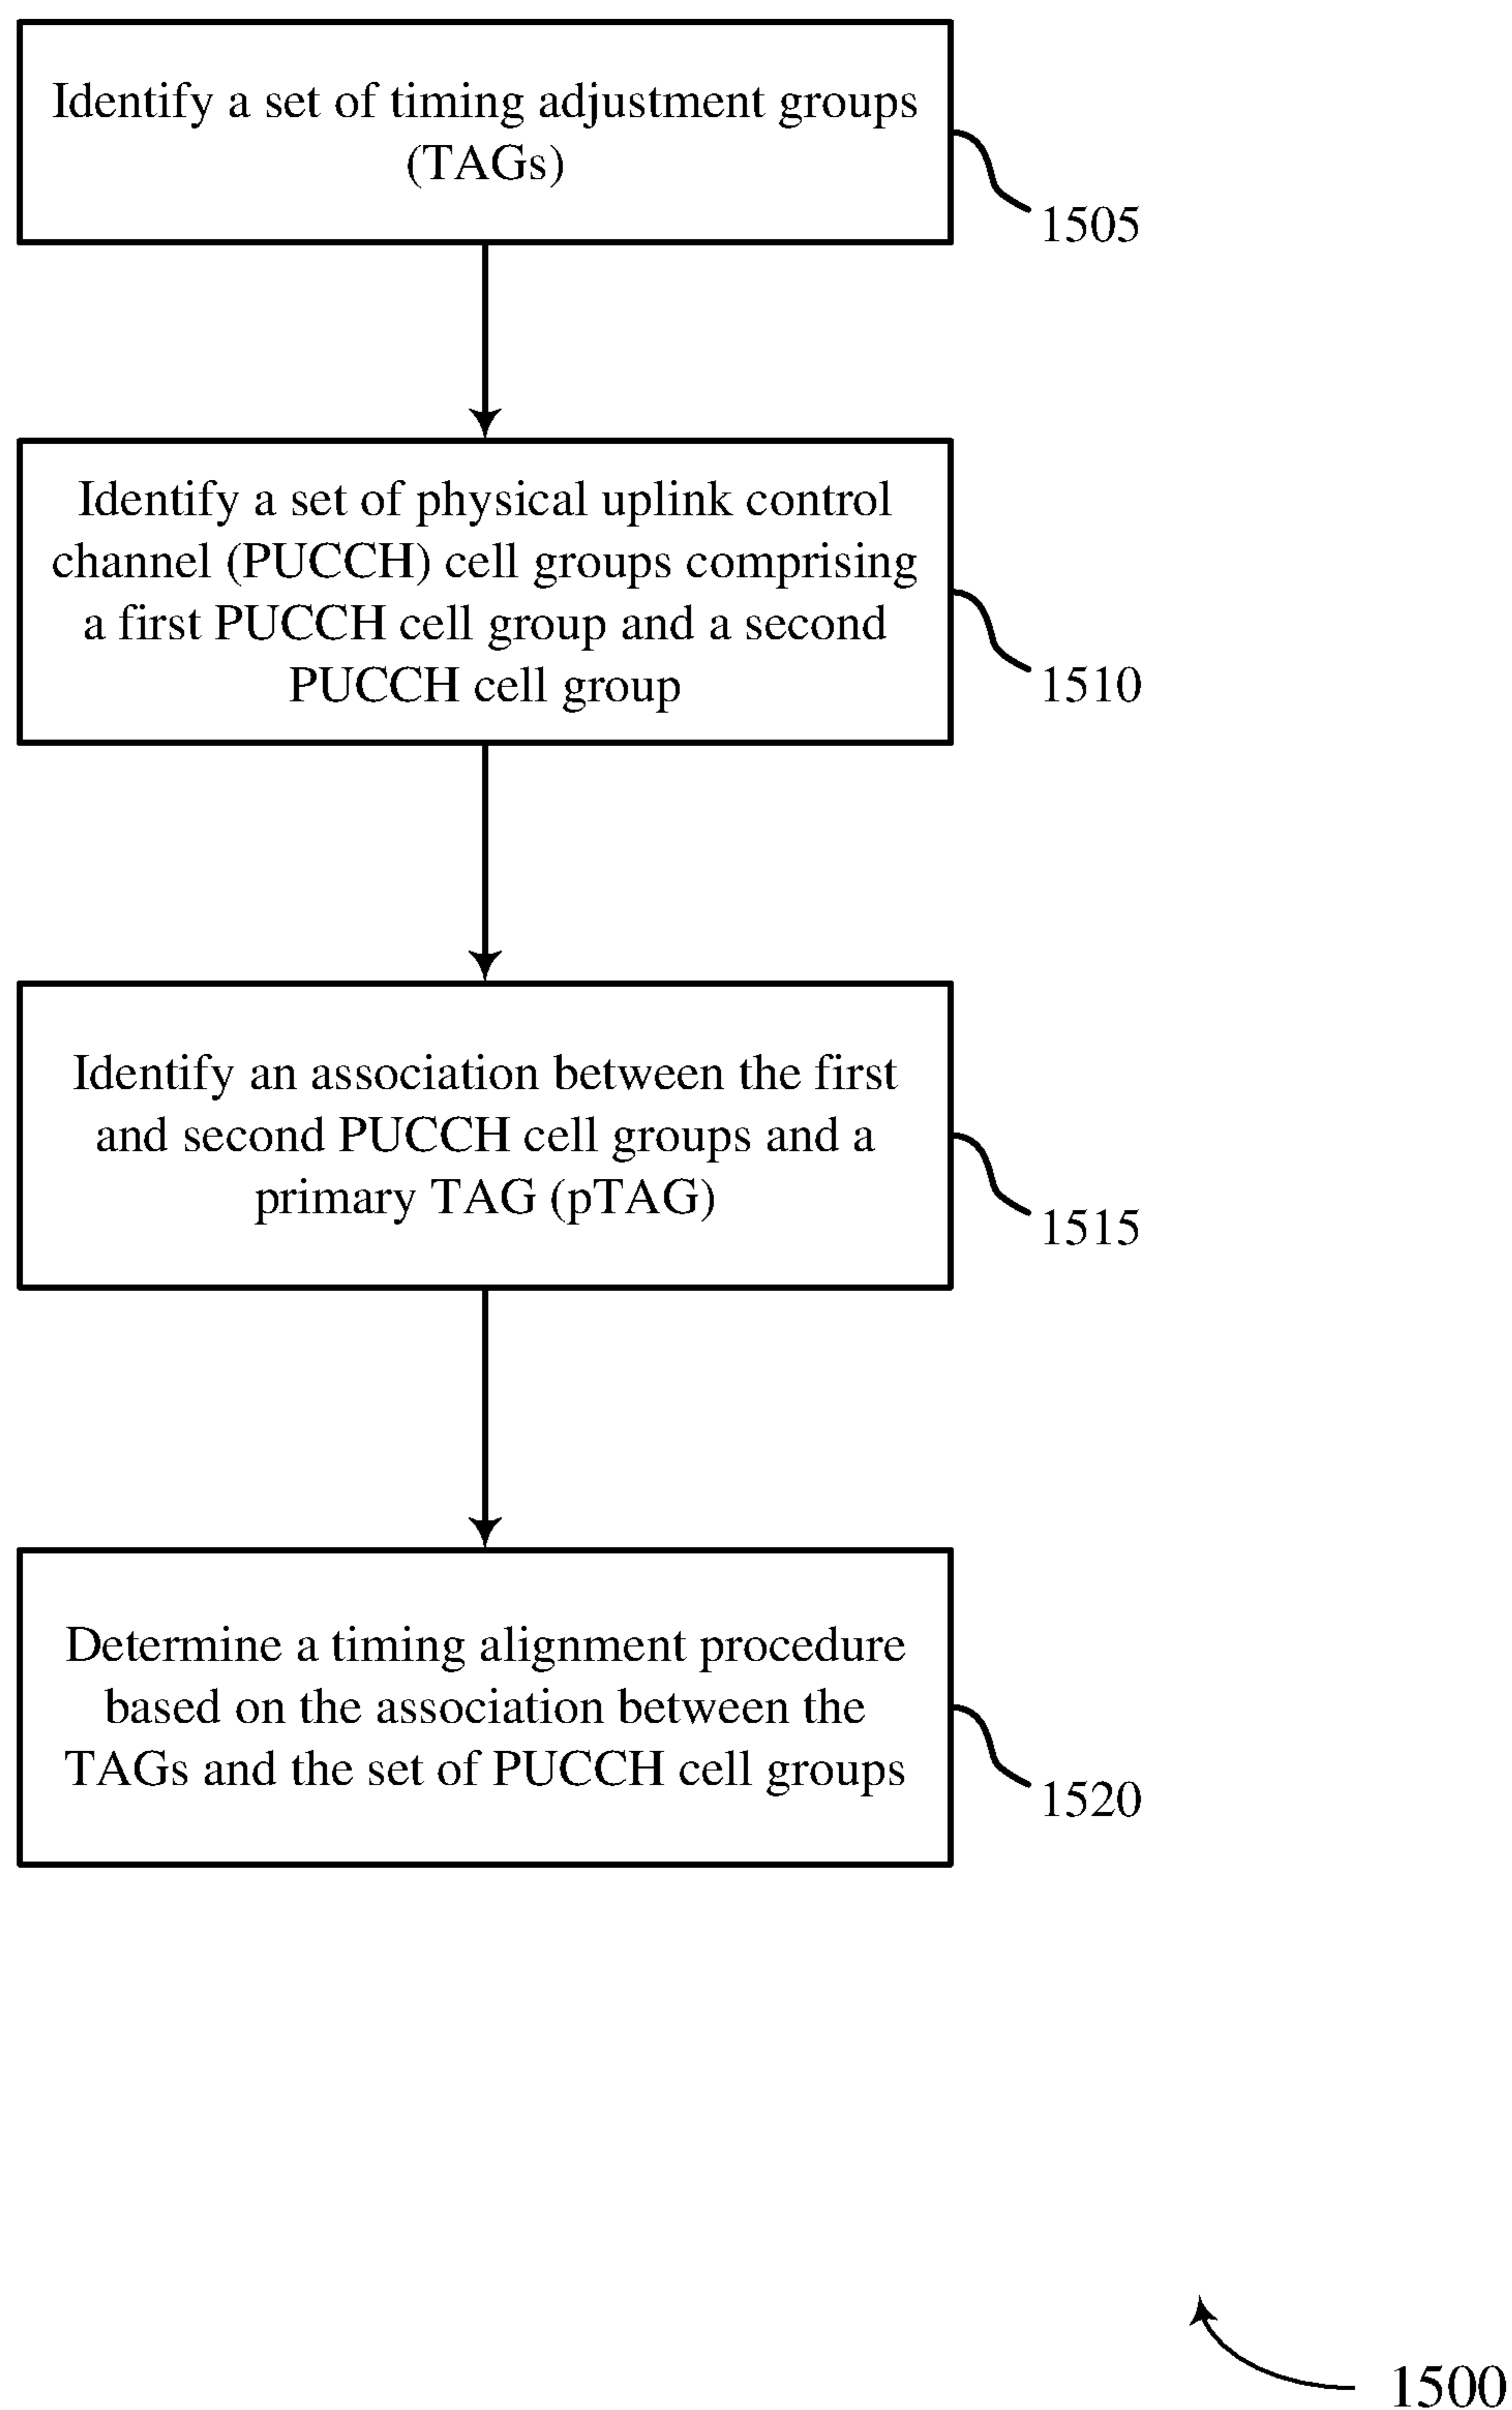 Identify a set of timing adjustment groups
(TAGs)
1505
Identify a set of physical uplink control
channel (PUCCH) cell groups comprising
a first PUCCH cell group and a second
PUCCH cell group
1510
Identify an association between the first
and second PUCCH cell groups and a
primary TAG (pTAG)
1515
Determine a timing alignment procedure
based on the association between the
TAGs and the set of PUCCH cell groups
1520
1500